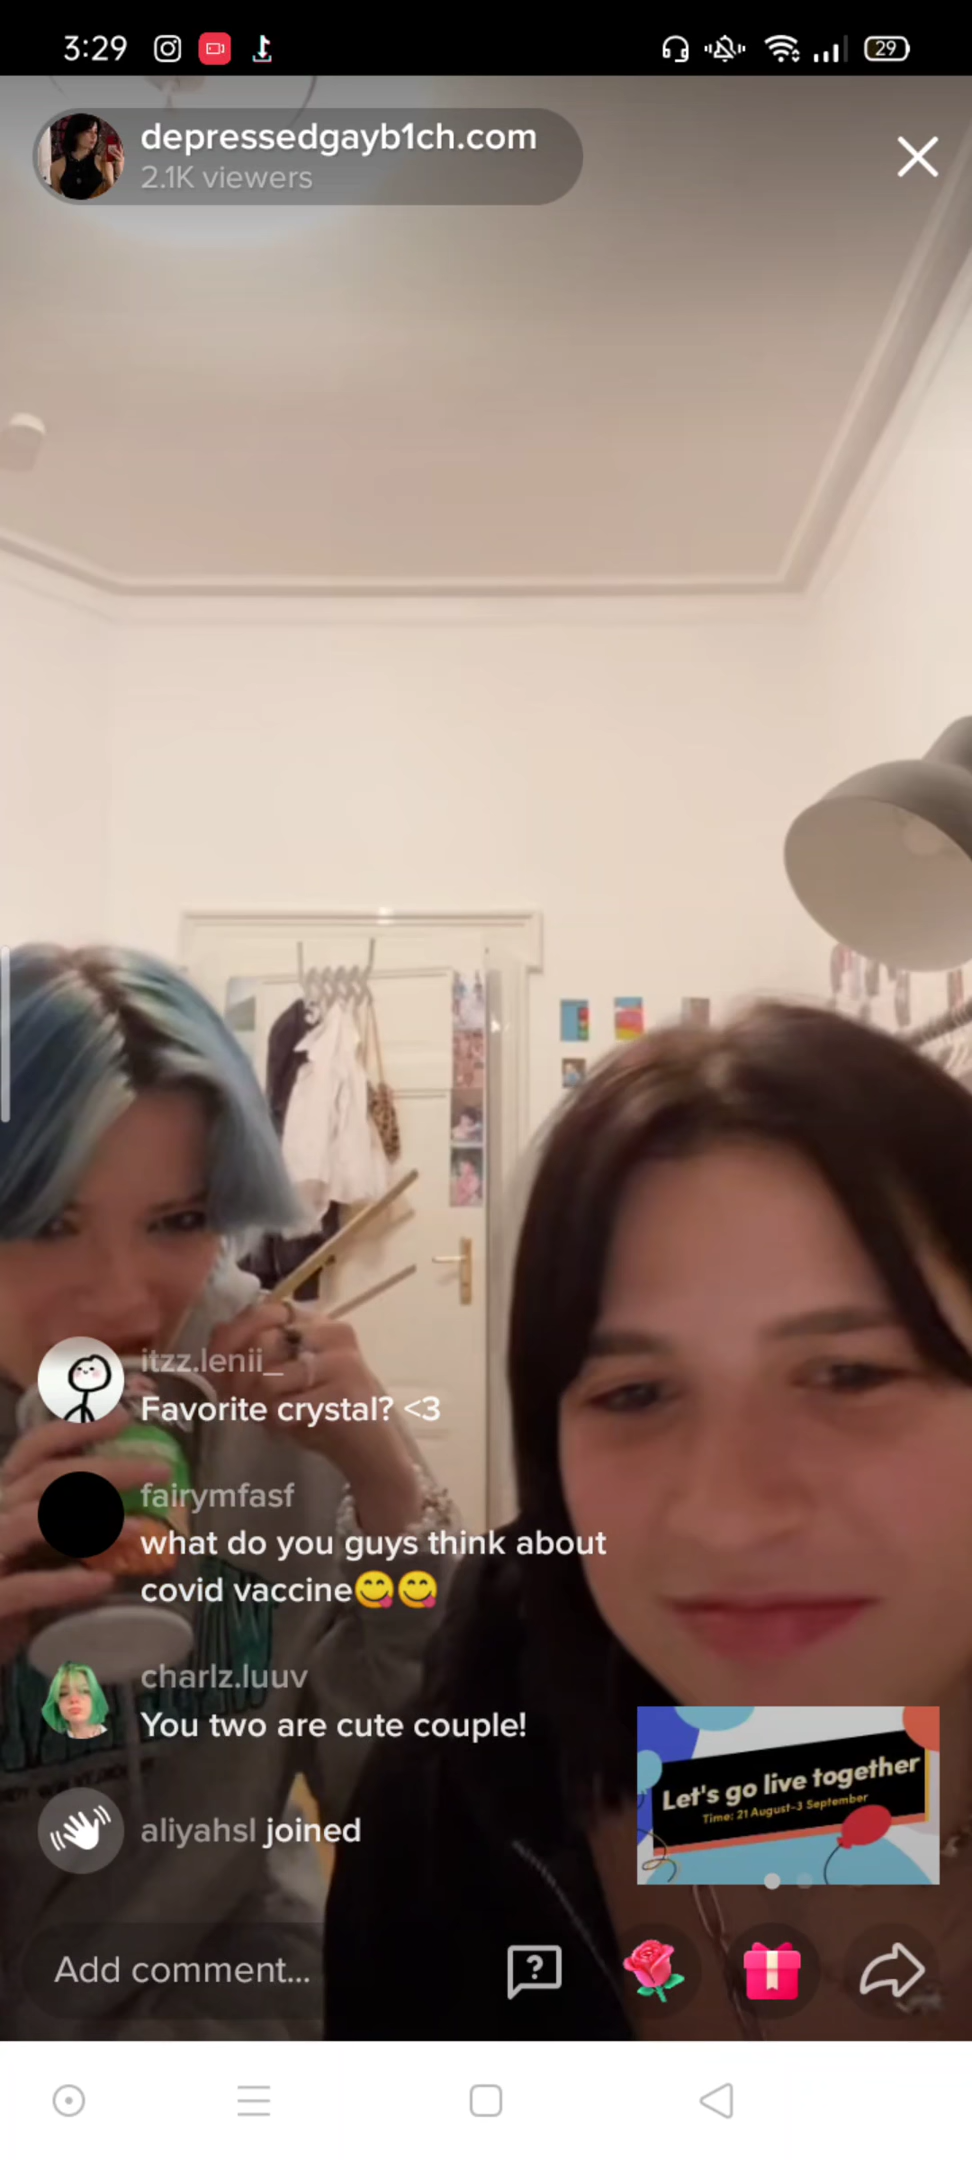 3:29
29
depressedgayb1ch.com
2.1K viewers
itzz.lenii_
Favorite crystal? <3
fairymfasf
what do you guys think about
covid vaccine😋😋
charlz.luuv
You two are cute couple!
Let's go live together
Time: 21 August-3 September
aliyahsl joined
Add comment...